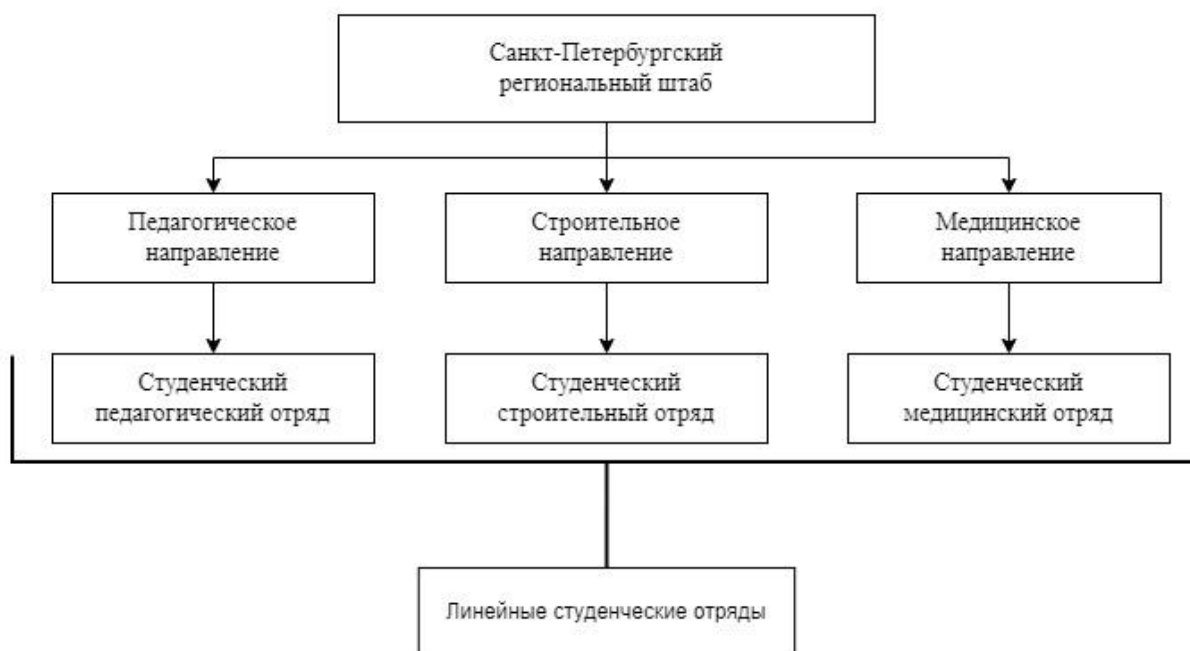 Санкт-Петербургский
региональный штаб
Педагогическое
направление
Строительное
направление
Медицинское
направление
Студенческий
педагогический отряд
Студенческий
строительный отряд
Студенческий
медицинский отряд
Линейные студенческие отряды